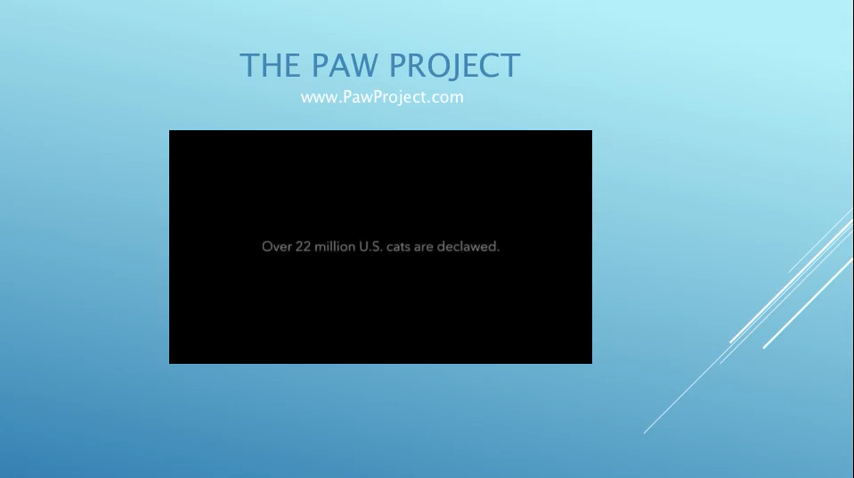 THE PAW PROJECT
www.PawProject.com
Over 22 million U.S. cats are declawed.